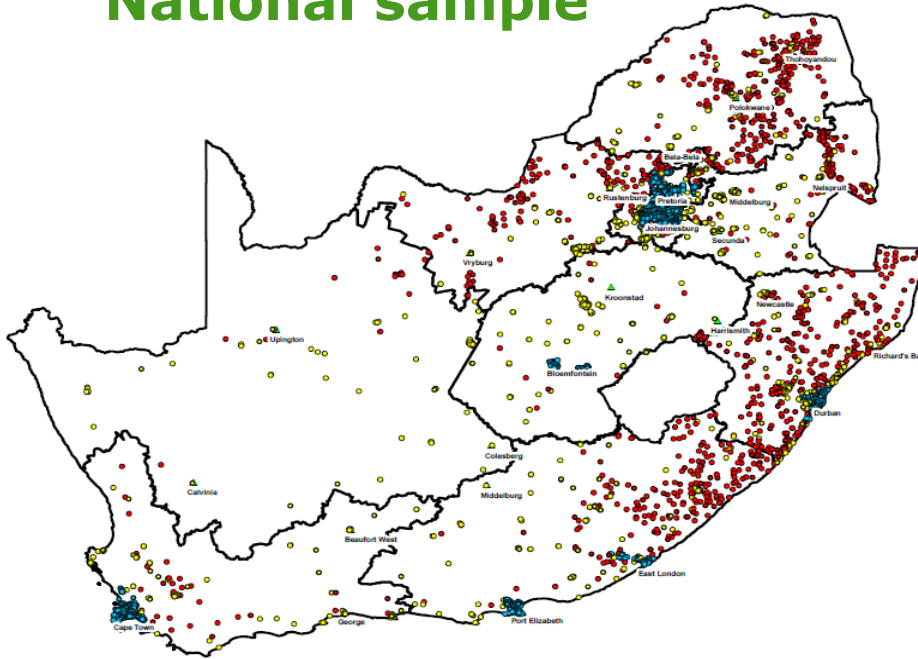 National sample
Thohoyandou
Polokwane
Bela-Bela
Nelspruit
Rustenburg
Pretoria
Middelburg
Johannesburg
Secunda
Vryburg
Kroonstad
Newcastle
Harrismith
Upington
Richard's Ba
Bloemfontein
Durban
Colesberg
Calvinia
Middelburg
Beaufort West
East London
George
Port Elizabeth
Cape Town